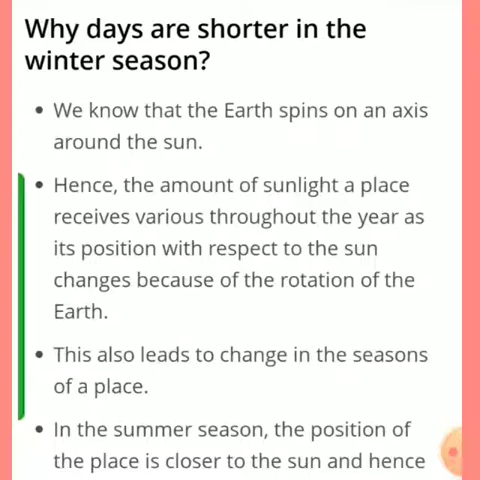 Why days are shorter in the
winter season?
• We know that the Earth spins on an axis
around the sun.
• Hence, the amount of sunlight a place
receives various throughout the year as
its position with respect to the sun
changes because of the rotation of the
Earth.
• This also leads to change in the seasons
of a place.
• In the summer season, the position of
the place is closer to the sun and hence